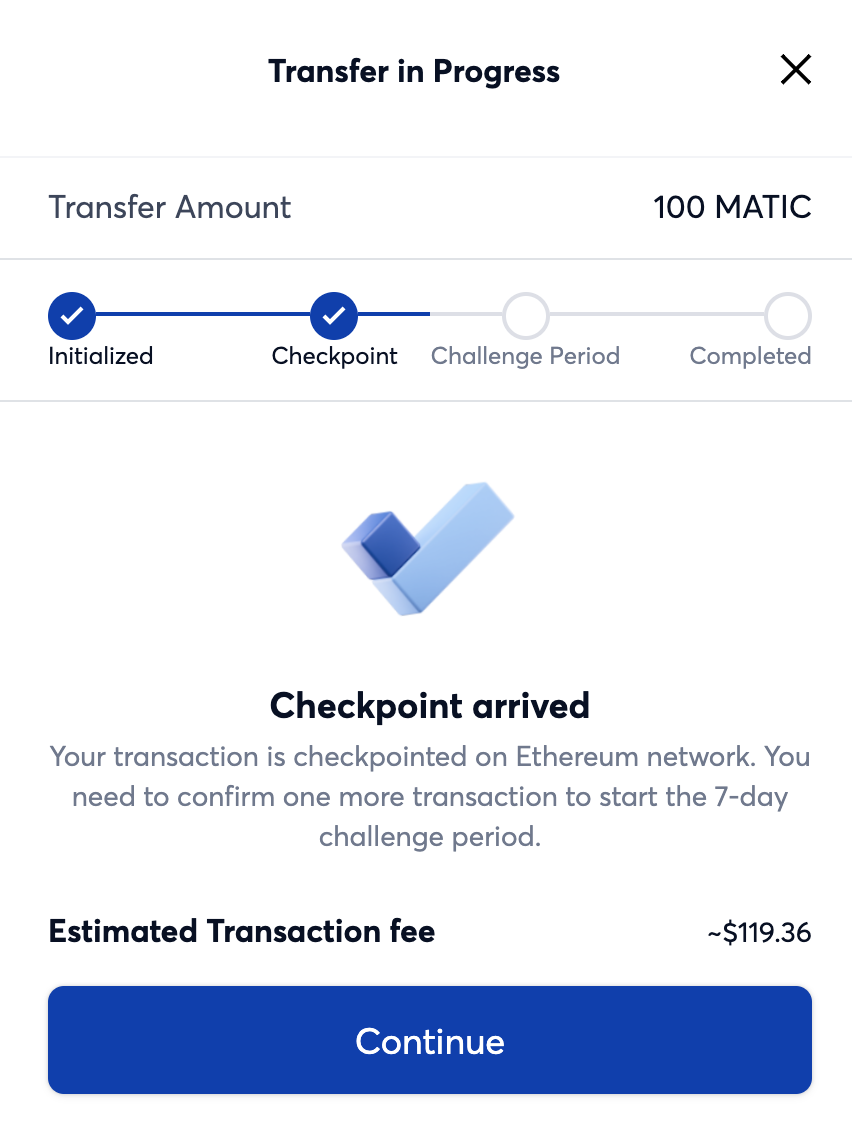 Transfer in Progress
Transfer Amount 100 MATIC
Initialized Checkpoint Challenge Period Completed
Checkpoint arrived
Your transaction is checkpointed on Ethereum network. You
need to confirm one more transaction to start the 7-day
challenge period.
Estimated Transaction fee ~$119.36
Continue